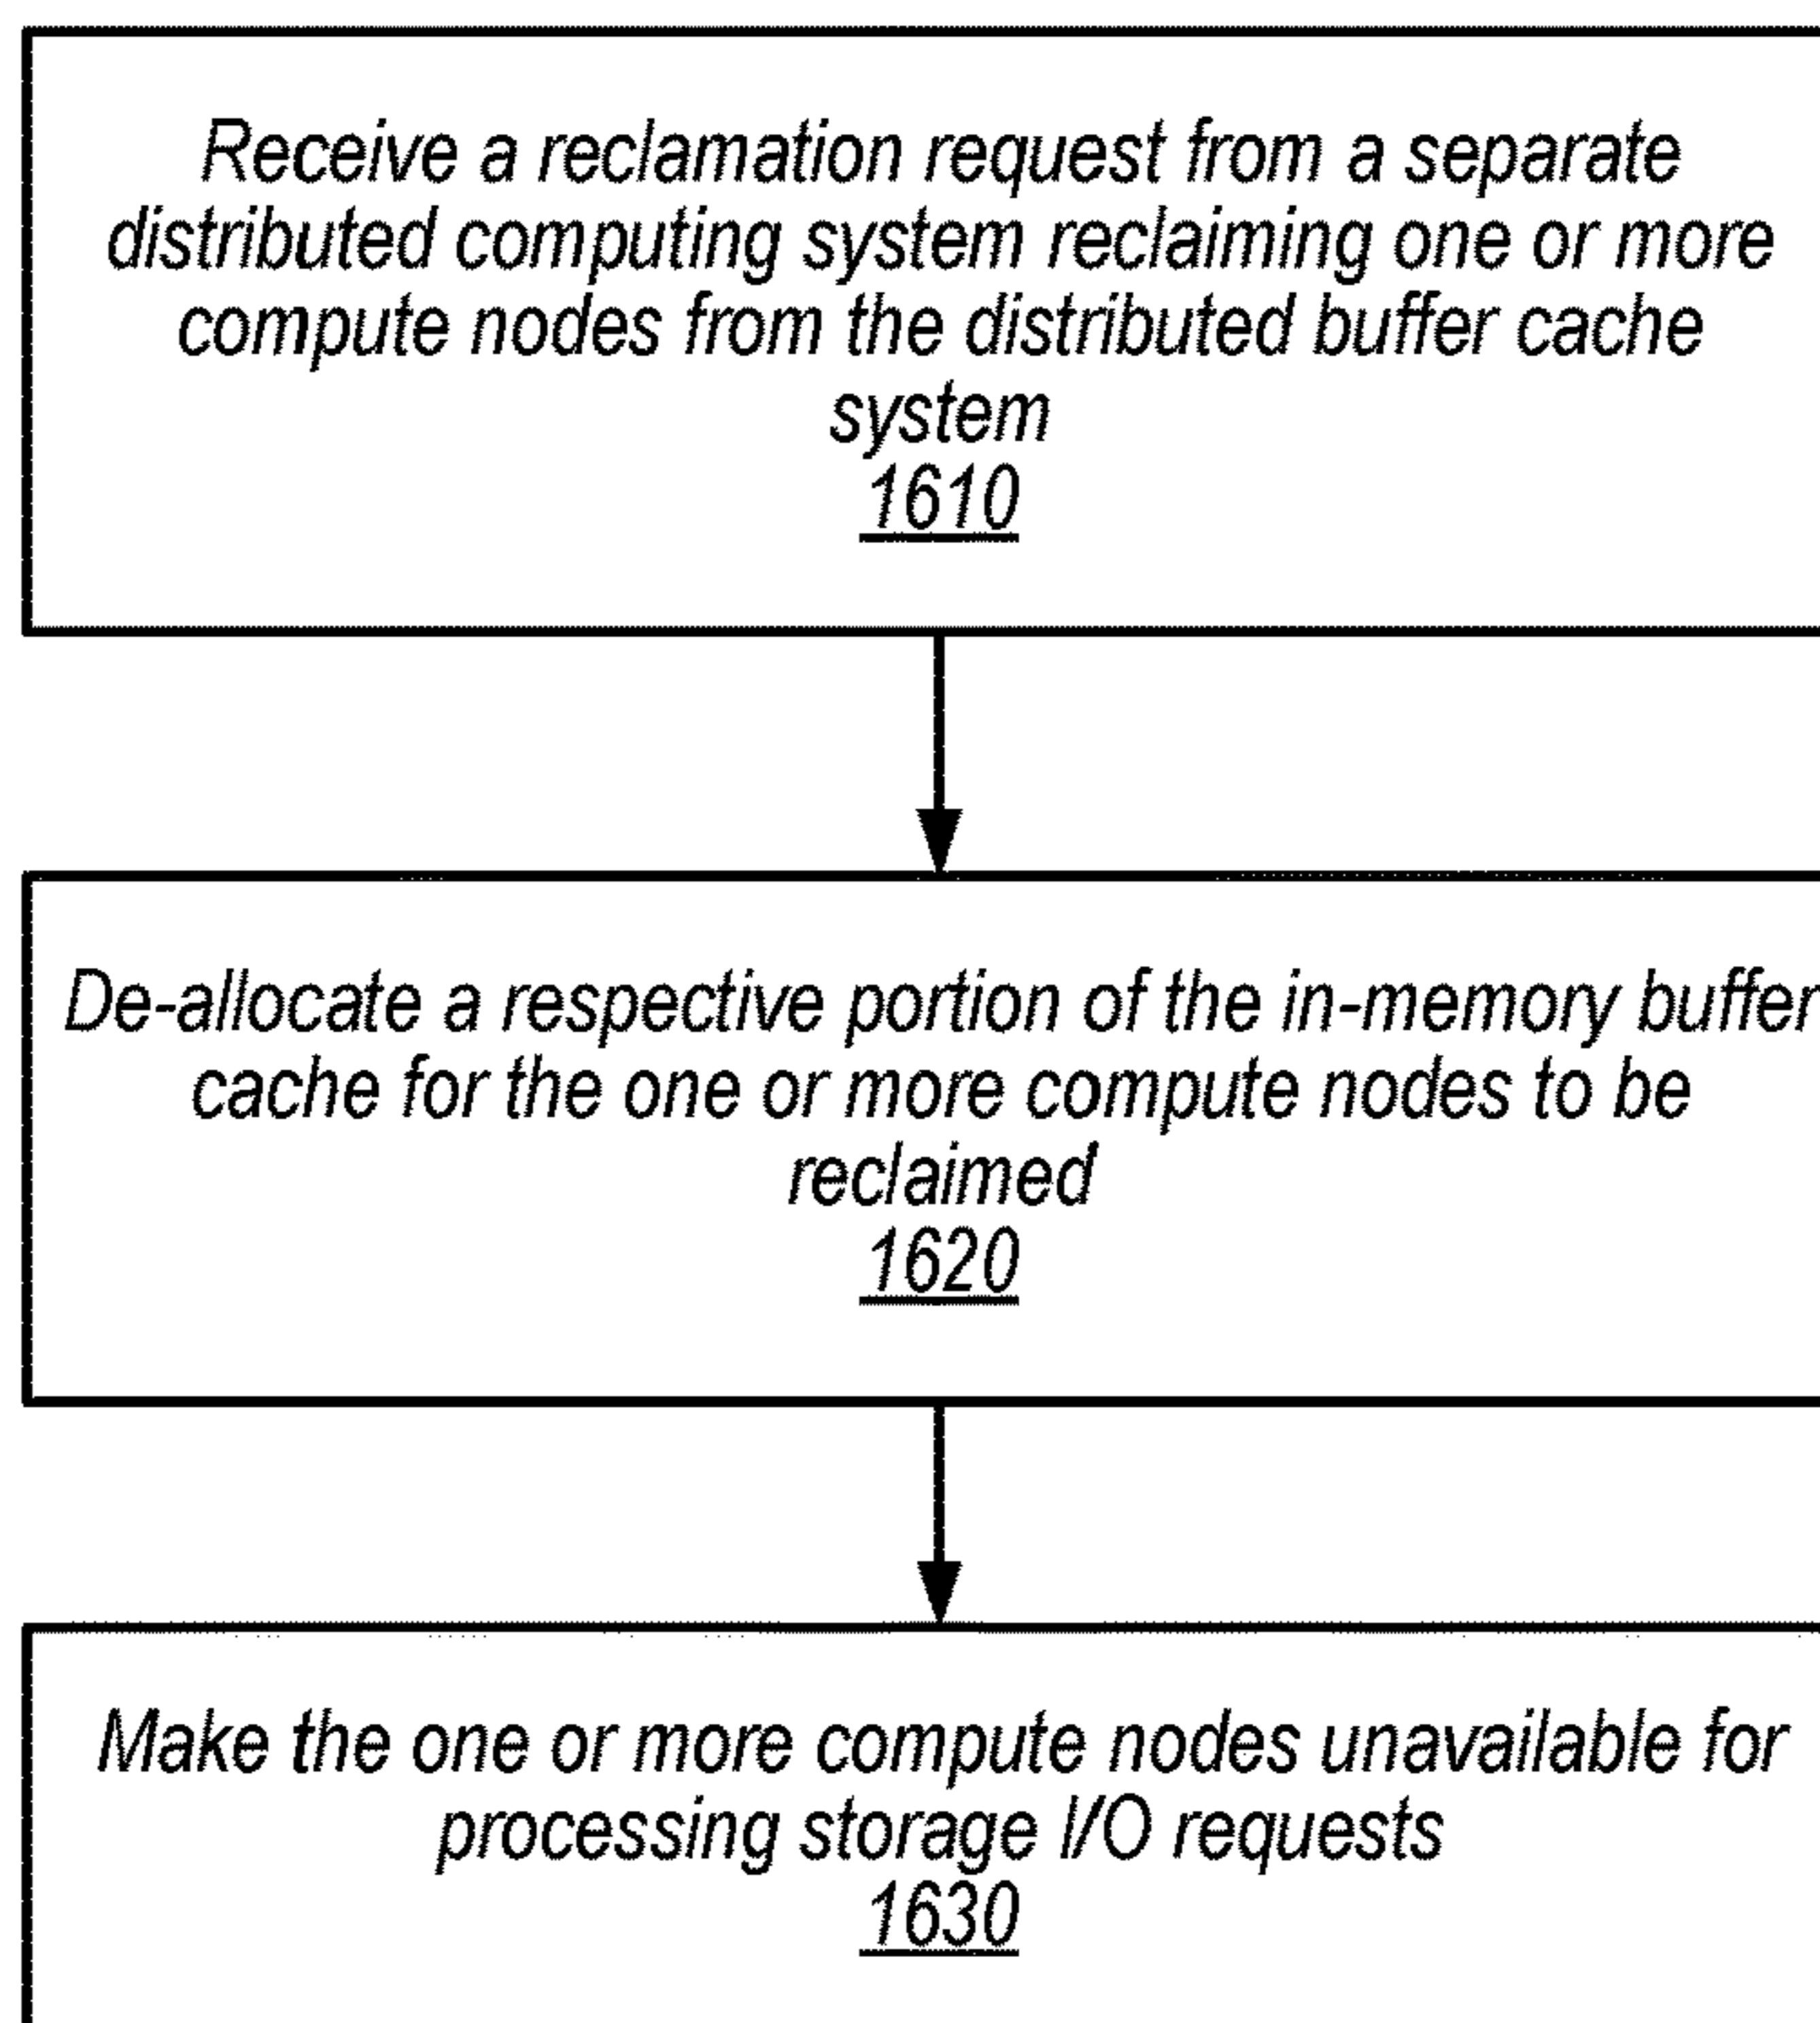 Receive a reclamation request from a separate
distributed computing system reclaiming one or more
compute nodes from the distributed buffer cache
system
1610
De-allocate a respective portion of the in-memory buffer
cache for the one or more compute nodes to be
reclaimed
1620
Make the one or more compute nodes unavailable for
processing storage I/O requests
1630